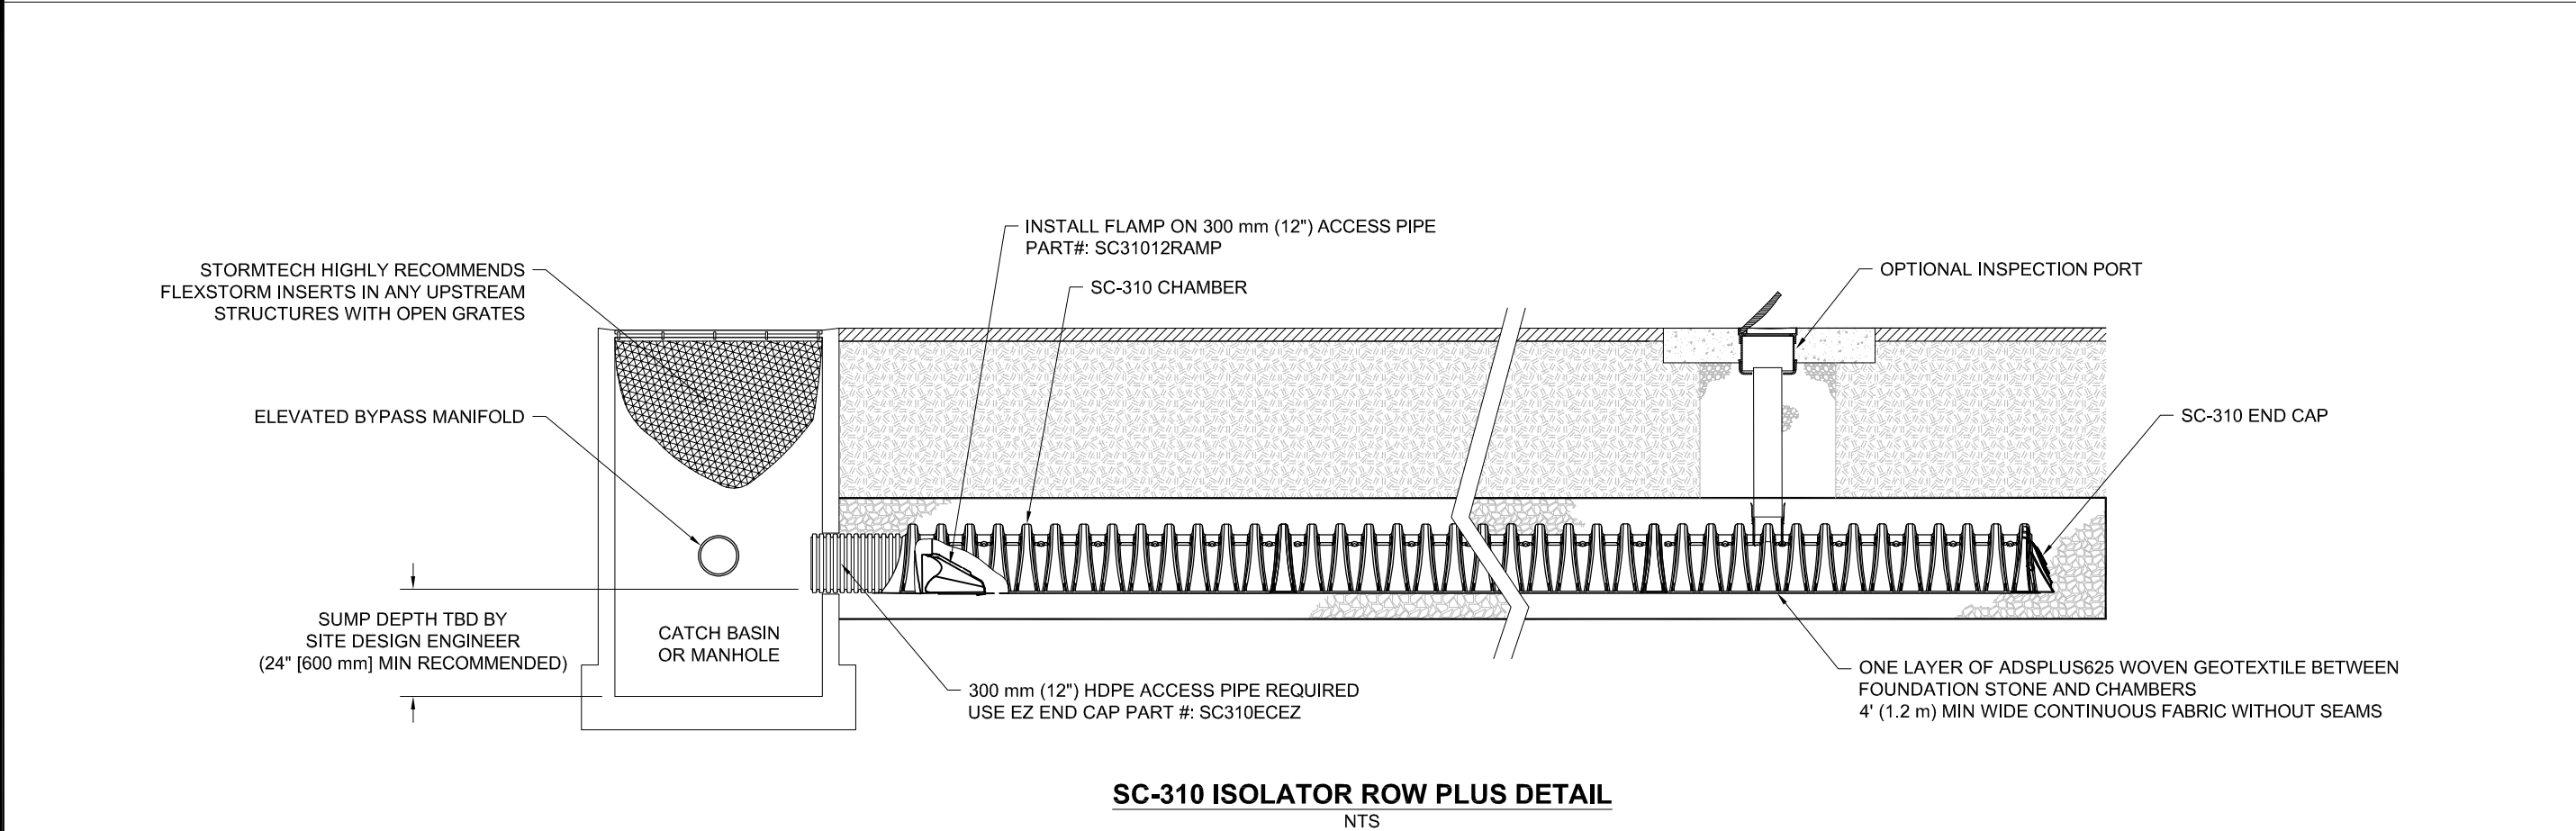 INSTALL FLAMP ON 300 mm (12") ACCESS PIPE
PART#: SC31012RAMP
STORMTECH HIGHLY RECOMMENDS
FLEXSTORM INSERTS IN ANY UPSTREAM
STRUCTURES WITH OPEN GRATES
SC-310 CHAMBER
OPTIONAL INSPECTION PORT
ELEVATED BYPASS MANIFOLD
SC-310 END CAP
SUMP DEPTH TBD BY
SITE DESIGN ENGINEER
(24" [600 mm] MIN RECOMMENDED)
CATCH BASIN
OR MANHOLE
300 mm (12") HDPE ACCESS PIPE REQUIRED
USE EZ END CAP PART #: SC310ECEZ
ONE LAYER OF ADSPLUS625 WOVEN GEOTEXTILE BETWEEN
FOUNDATION STONE AND CHAMBERS
4' (1.2 m) MIN WIDE CONTINUOUS FABRIC WITHOUT SEAMS
SC-310 ISOLATOR ROW PLUS DETAIL
NTS